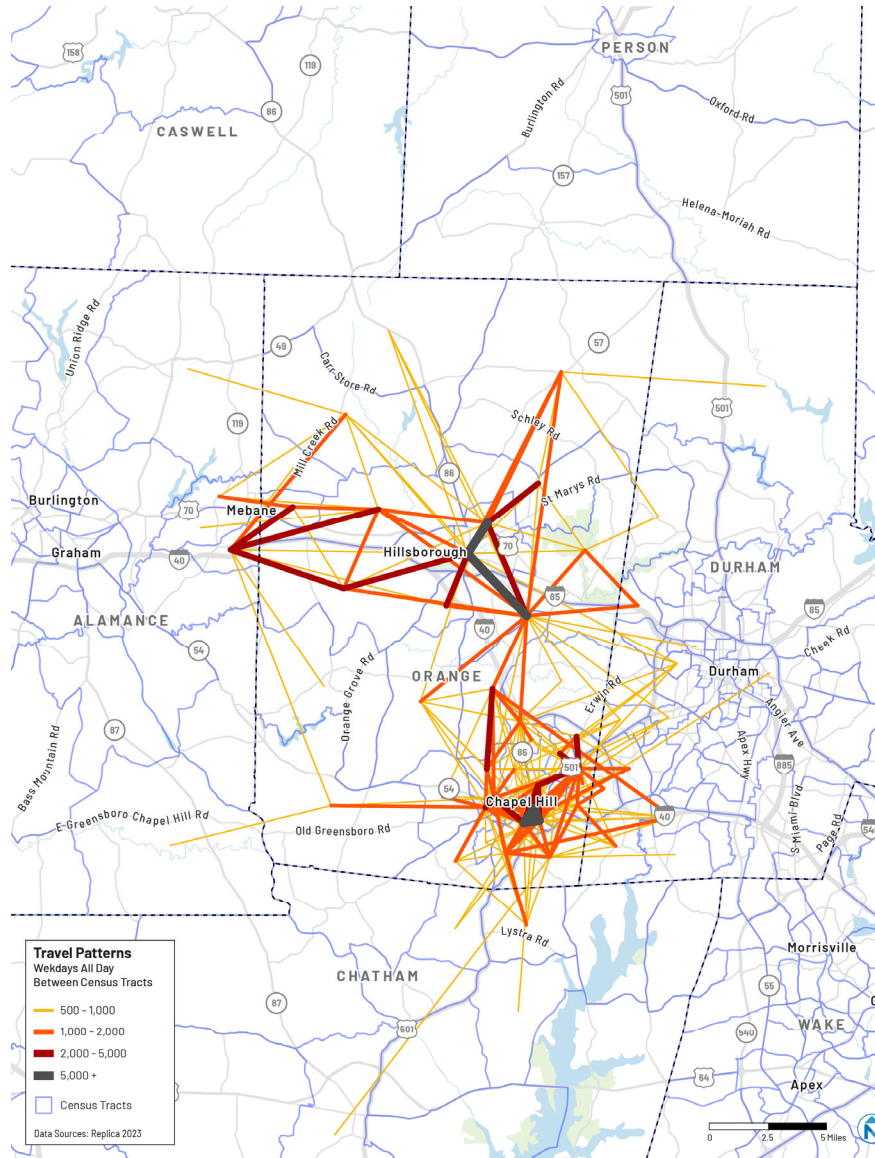 PERSON
158
119
501
Oxford Rd
Burlington Rd
86
CASWELL
157
Helena-Moriah Rd
Union Ridge Rd
49
57
Carr Store Rd
501
119
Schley Rd
Mill Creek Rd
86
St Marys Rd
Burlington
70
Mebane
Graham
40
Hillsborough
70
DURHAM
85
85
ALAMANCE
40
Cheek Rd
54
Orange Grove Rd
ORANGE
Erwin Rd
Durham
Angier Ave
87
Bass Mountain Rd
86
501
Apex Hwy
885
54
Chapel Hill
S Miami Blvd
E Greensboro Chapel Hill Rd
Old Greensboro Rd
40
Page Rd
540
Lystra Rd
Morrisville
CHATHAM
55
87
501
WAKE
540
64
Apex
Travel Patterns
Wekdays All Day
Between Census Tracts
500 - 1,000
1,000 - 2,000
2,000 - 5,000
5,000 +
Census Tracts
Data Sources: Replica 2023
0 2.5 5 Miles
N